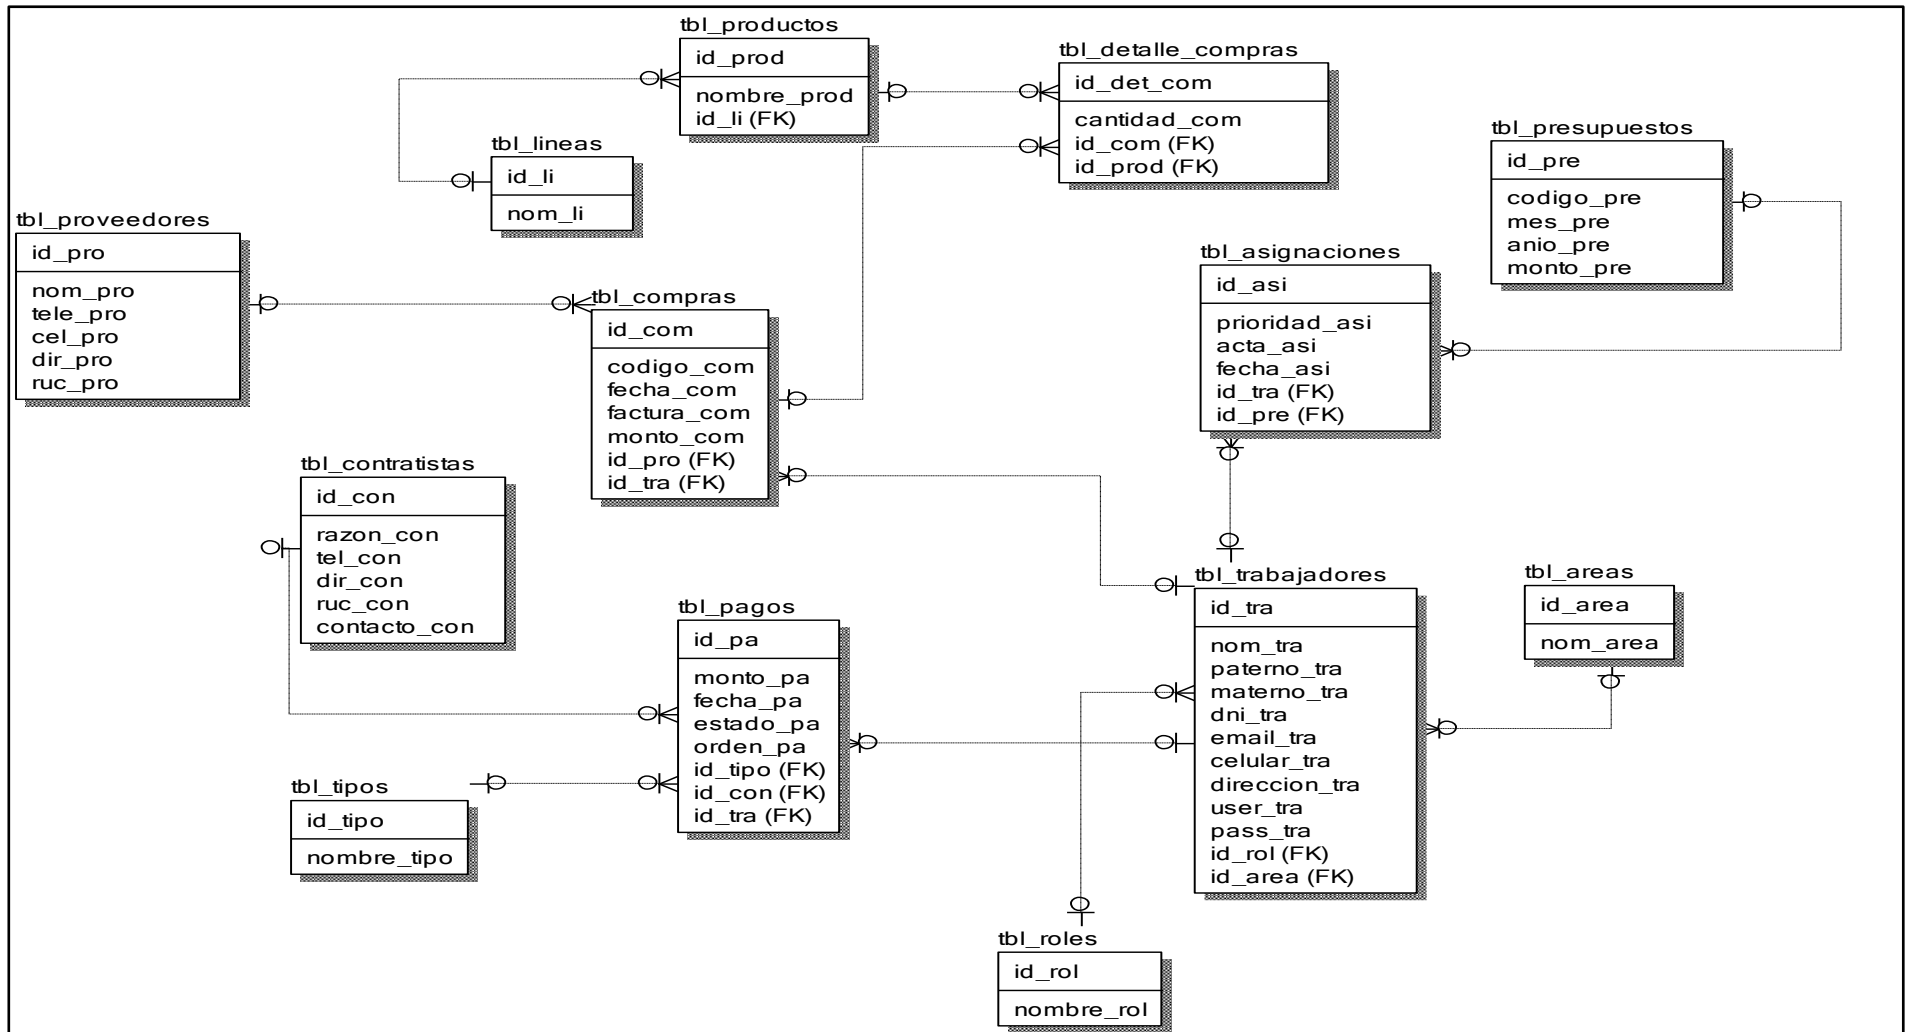 tbl_productos
id_prod
nombre_prod
id_li (FK)
tbl_detalle_compras
id_det_com
cantidad_com
id_com (FK)
id_prod (FK)
tbl_presupuestos
id_pre
codigo_pre
mes_pre
anio_pre
monto_pre
tbl_lineas
id_li
nom_li
tbl_proveedores
id_pro
nom_pro
tele_pro
cel_pro
dir_pro
ruc_pro
tbl_compras
id_com
codigo_com
fecha_com
factura_com
monto_com
id_pro (FK)
id_tra (FK)
tbl_asignaciones
id_asi
prioridad_asi
acta_asi
fecha_asi
id_tra (FK)
id_pre (FK)
tbl_contratistas
id_con
razon_con
tel_con
dir_con
ruc_con
contacto_con
tbl_pagos
id_pa
monto_pa
fecha_pa
estado_pa
orden_pa
id_tipo (FK)
id_con (FK)
id_tra (FK)
tbl_trabajadores
id_tra
nom_tra
paterno_tra
materno_tra
dni_tra
email_tra
celular_tra
direccion_tra
user_tra
pass_tra
id_rol (FK)
id_area (FK)
tbl_areas
id_area
nom_area
tbl_tipos
id_tipo
nombre_tipo
tbl_roles
id_rol
nombre_rol